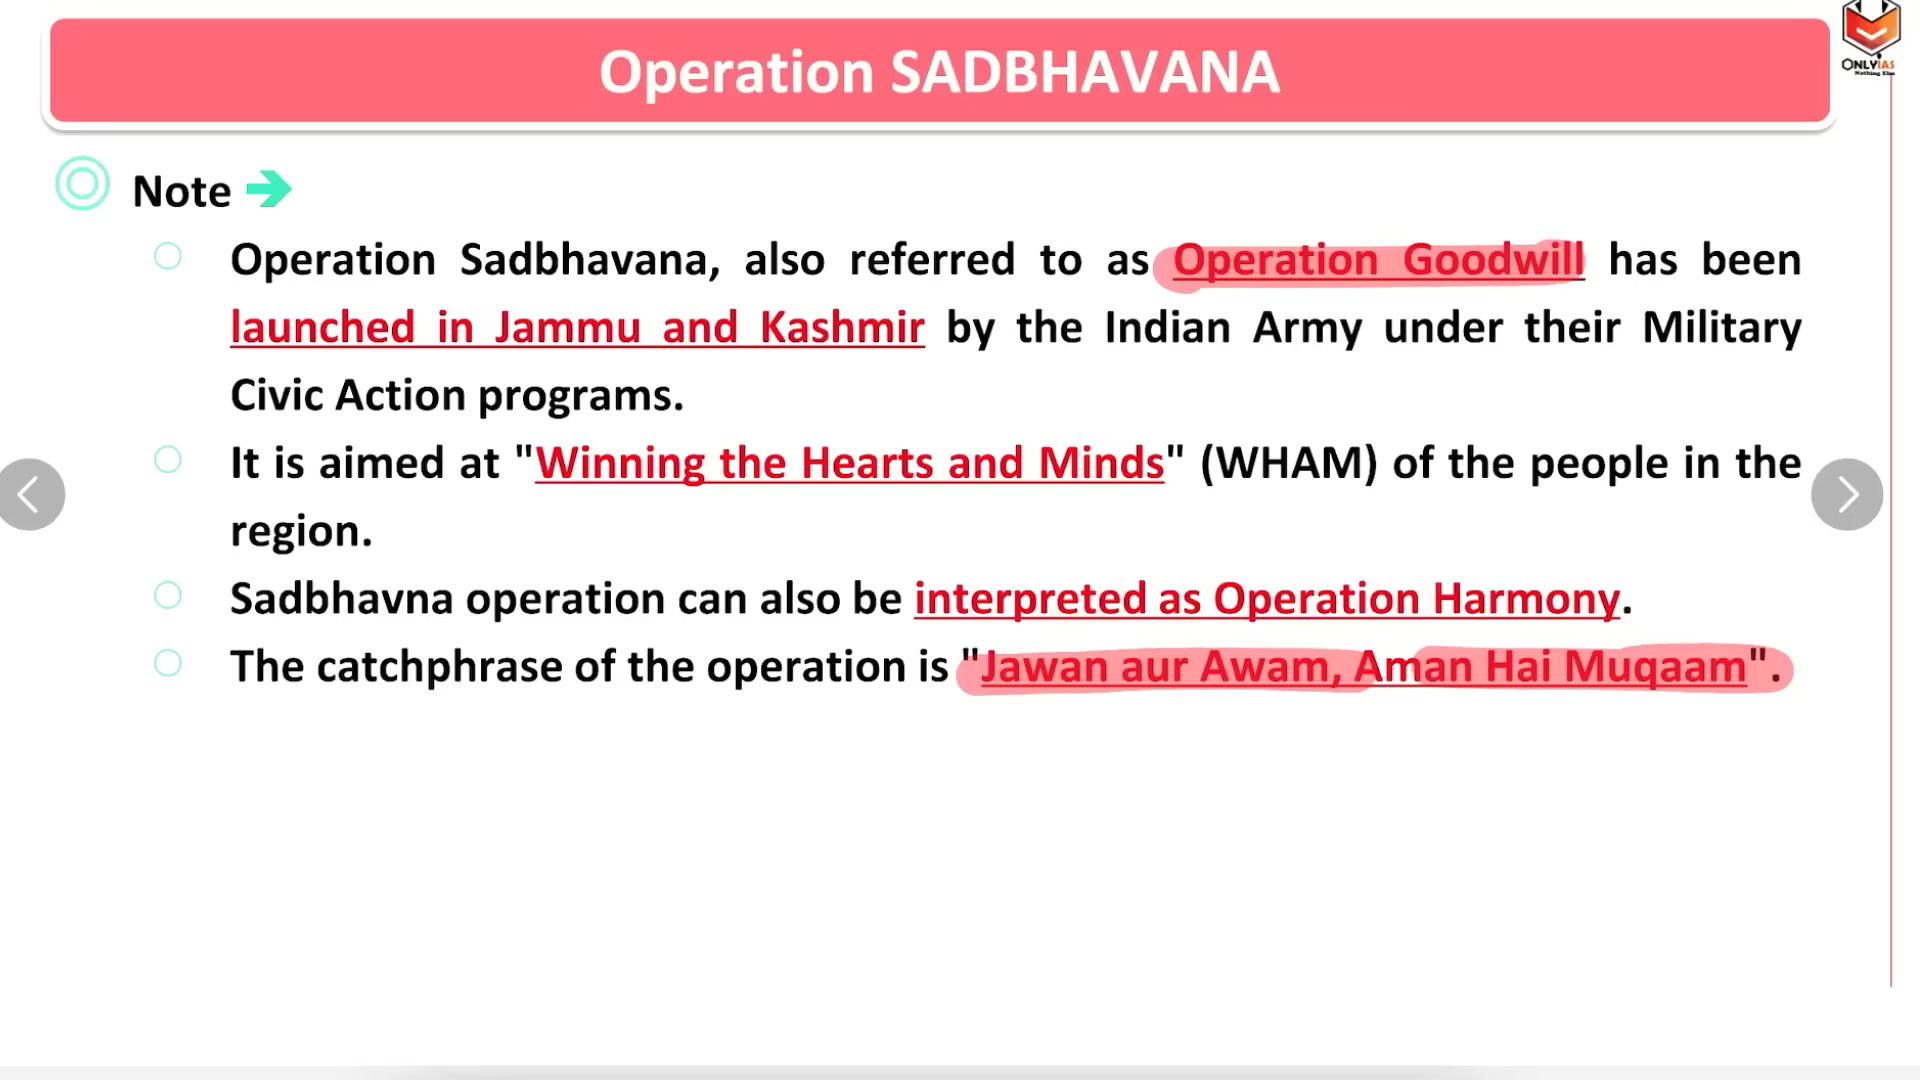 Operation SADBHAVANA
ONLYIAS
Nothing Else
Note
Operation Sadbhavana, also referred to as Operation Goodwill has been
launched in Jammu and Kashmir by the Indian Army under their Military
Civic Action programs.
It is aimed at "Winning the Hearts and Minds" (WHAM) of the people in the
region.
Sadbhavna operation can also be interpreted as Operation Harmony.
The catchphrase of the operation is "Jawan aur Awam, Aman Hai Muqaam".